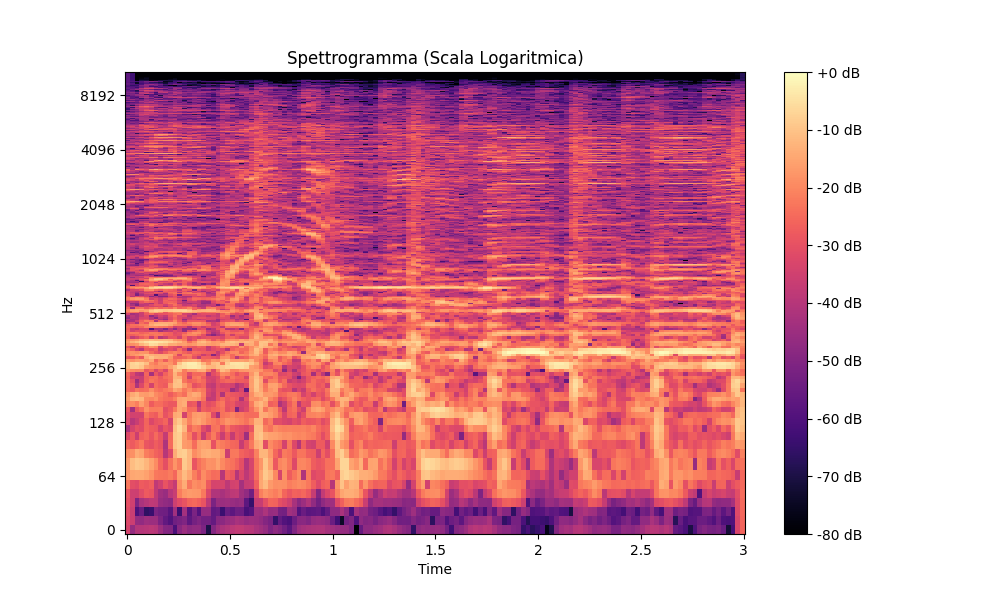 Spettrogramma (Scala Logaritmica)
8192
4096
2048
1024
512
256
128
64
0
Hz
0
0.5
1
1.5
2
2.5
3
Time
+0 dB
-10 dB
-20 dB
-30 dB
-40 dB
-50 dB
-60 dB
-70 dB
-80 dB